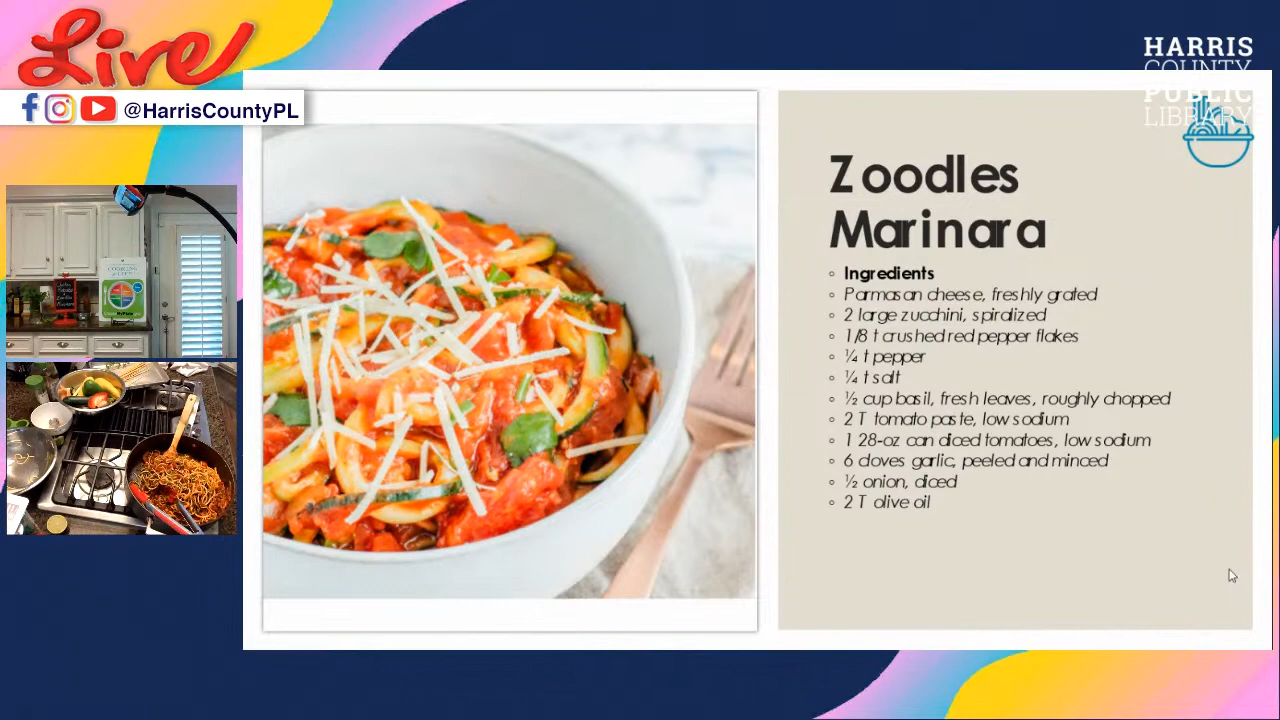 Live
@HarrisCountyPL
HARRIS
COUNTY
PUBLIC
LIBRARY
Zoodles
Marinara
Ingredients
Parmasan cheese, freshly grated
2 large zucchini, spiralized
1/8 t crushed red pepper flakes
¼ t pepper
¼ t salt
½ cup basil, fresh leaves, roughly chopped
2 T tomato paste, low sodium
1 28-oz can diced tomatoes, low sodium
6 cloves garlic, peeled and minced
½ onion, diced
2 T olive oil